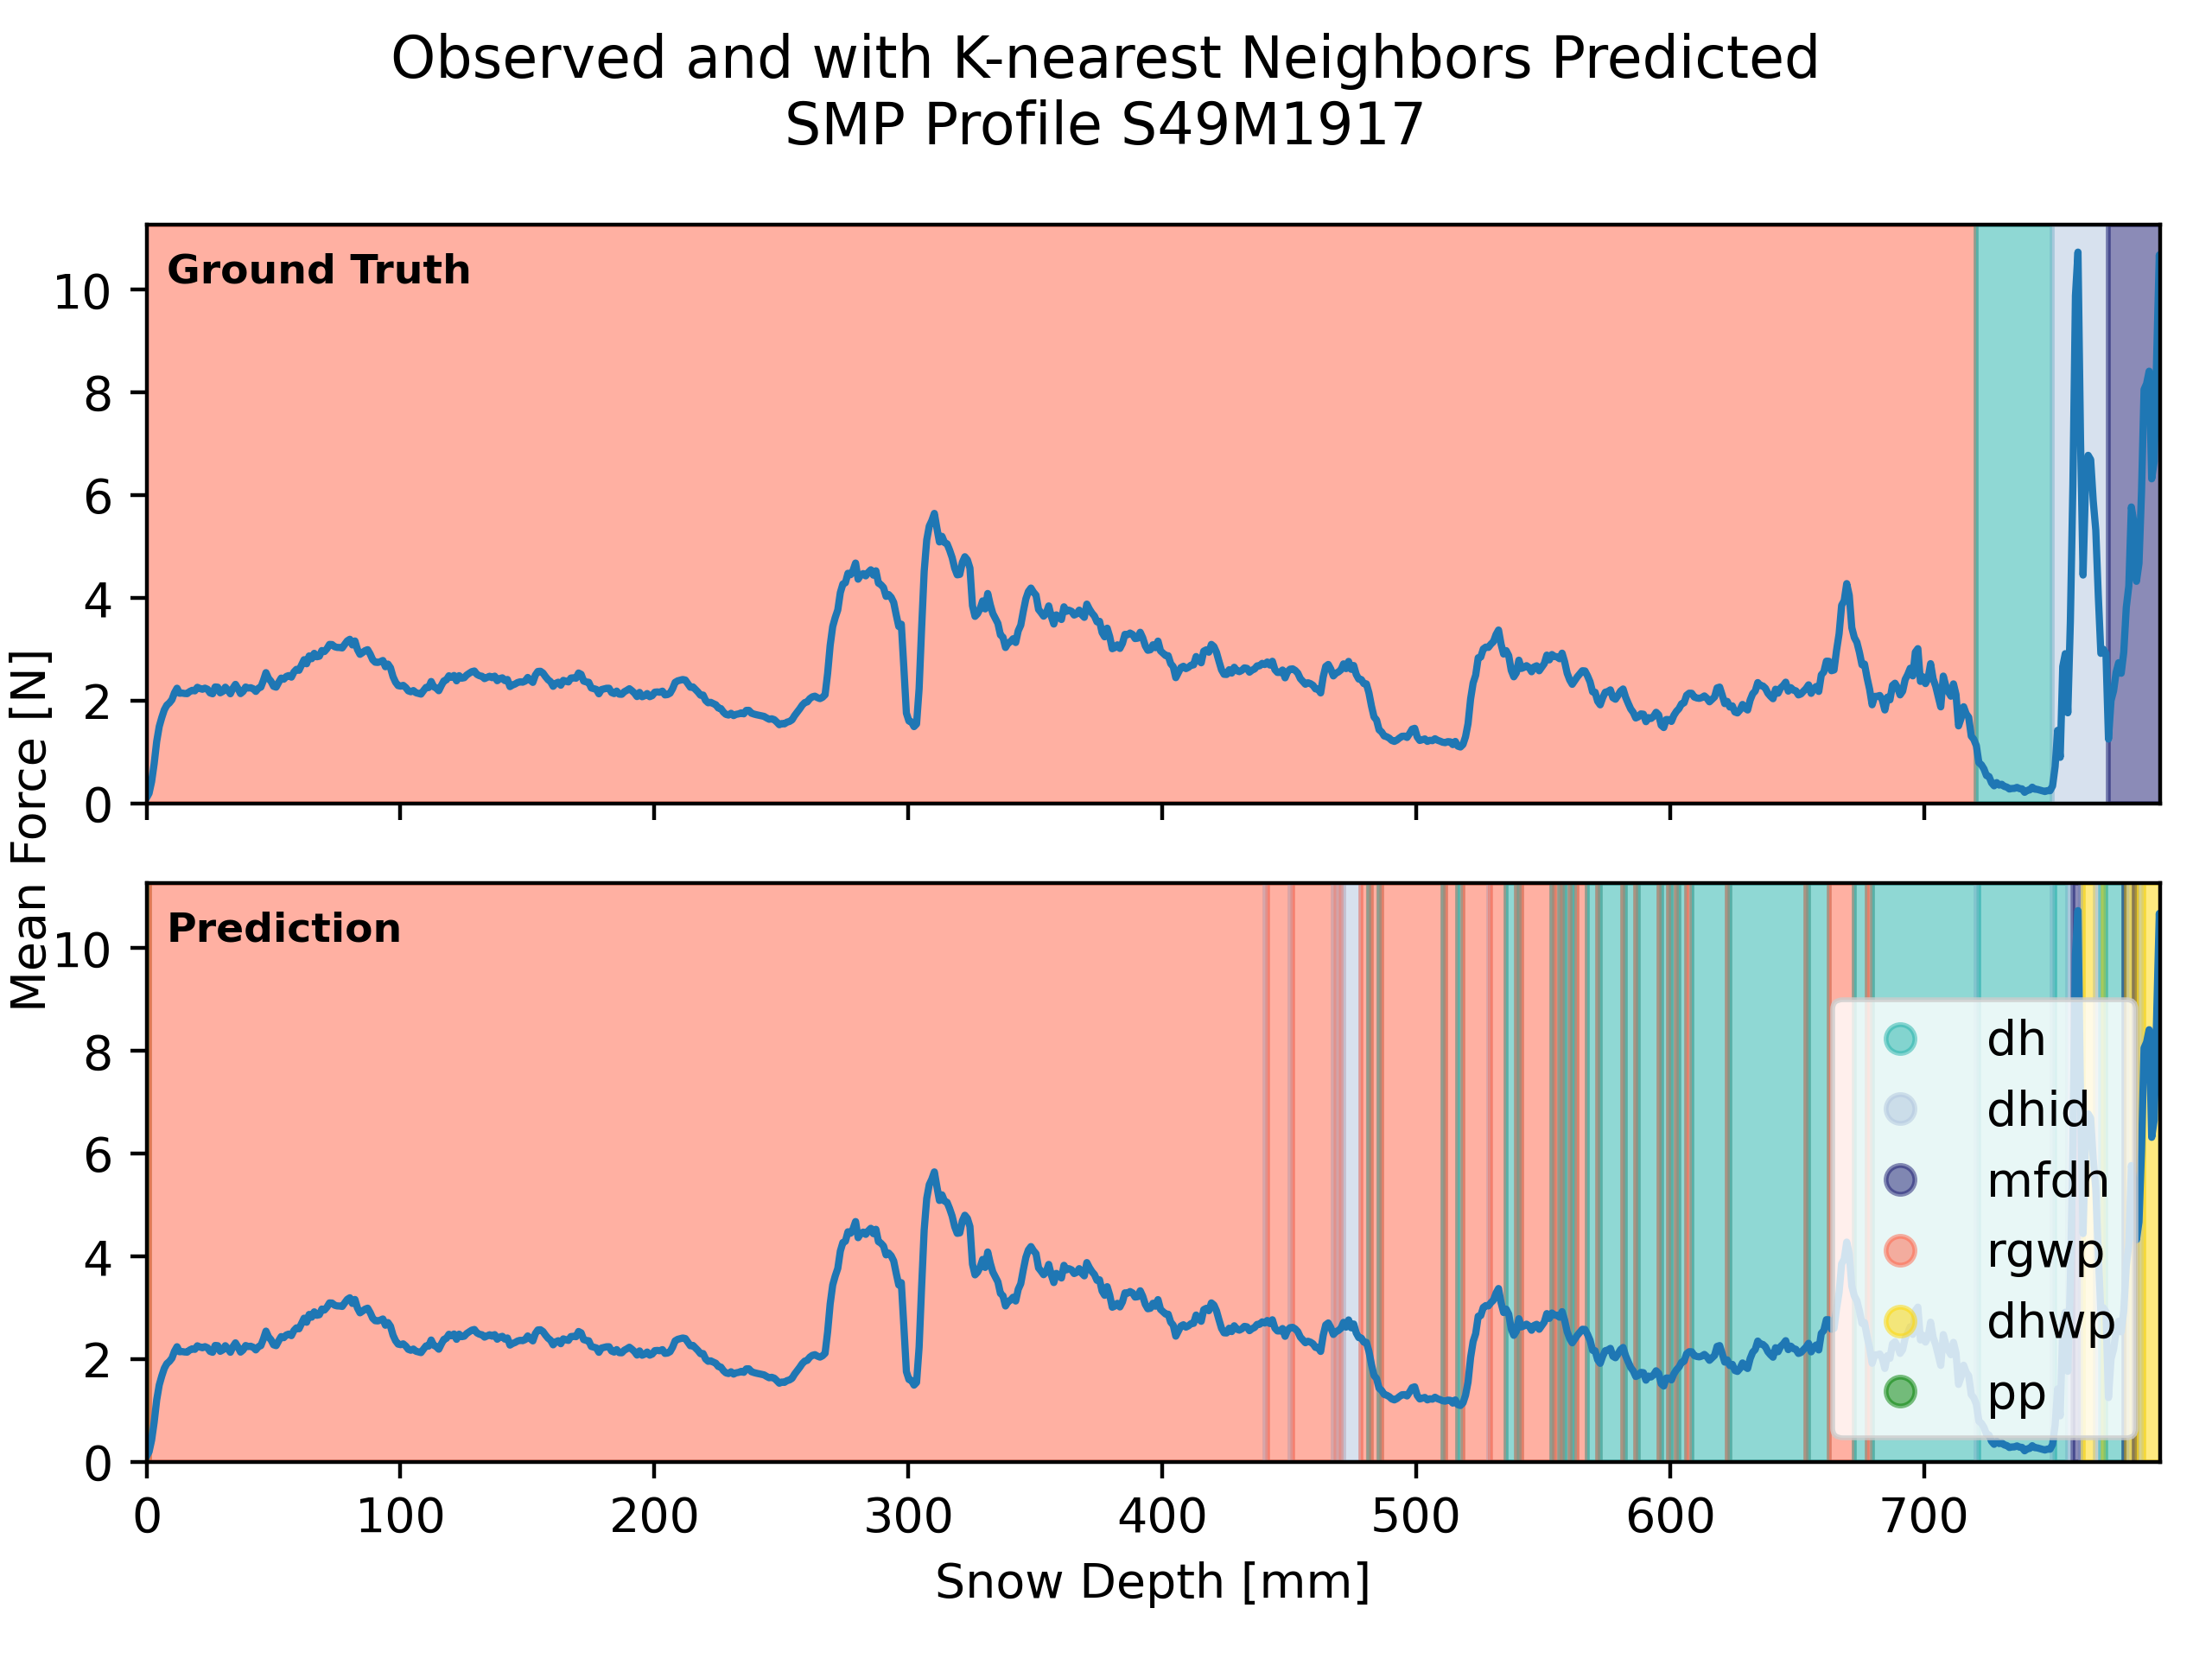 Observed and with K-nearest Neighbors Predicted
SMP Profile S49M1917
Mean Force [N]
Ground Truth
10
8
6
4
2
0
Prediction
10
8
6
4
2
0
dh
dhid
mfdh
rgwp
dhwp
pp
0 100 200 300 400 500 600 700
Snow Depth [mm]